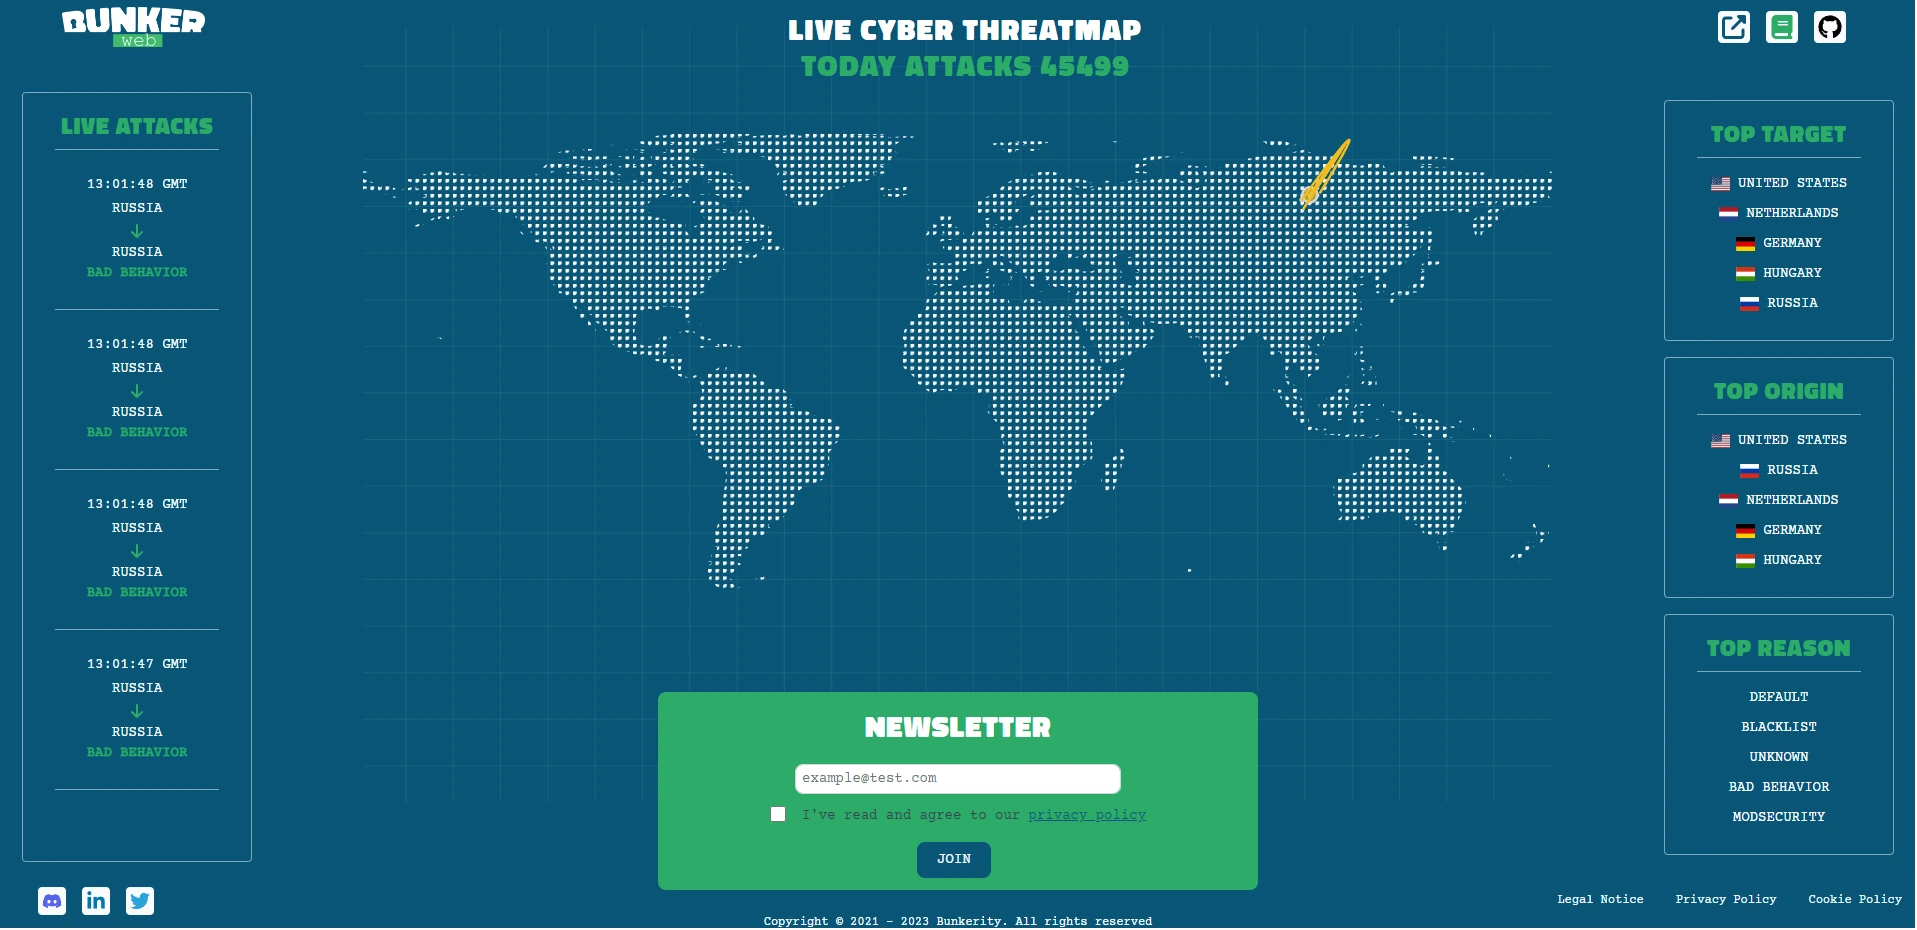 BUNKER
web
LIVE CYBER THREATMAP
TODAY ATTACKS 45499
LIVE ATTACKS
13:01:48 GMT
RUSSIA
↓
RUSSIA
BAD BEHAVIOR
13:01:48 GMT
RUSSIA
↓
RUSSIA
BAD BEHAVIOR
13:01:48 GMT
RUSSIA
↓
RUSSIA
BAD BEHAVIOR
13:01:47 GMT
RUSSIA
↓
RUSSIA
BAD BEHAVIOR
TOP TARGET
UNITED STATES
NETHERLANDS
GERMANY
HUNGARY
RUSSIA
TOP ORIGIN
UNITED STATES
RUSSIA
NETHERLANDS
GERMANY
HUNGARY
TOP REASON
DEFAULT
BLACKLIST
UNKNOWN
BAD BEHAVIOR
MODSECURITY
NEWSLETTER
example@test.com
I've read and agree to our privacy policy
JOIN
in
Legal Notice Privacy Policy Cookie Policy
Copyright © 2021 - 2023 Bunkerity. All rights reserved